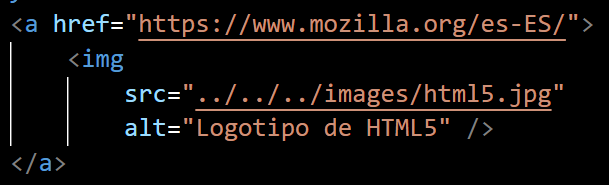 <a href="https://www.mozilla.org/es-ES/">
<img
src="../../../images/html5.jpg"
alt="Logotipo de HTML5" />
</a>